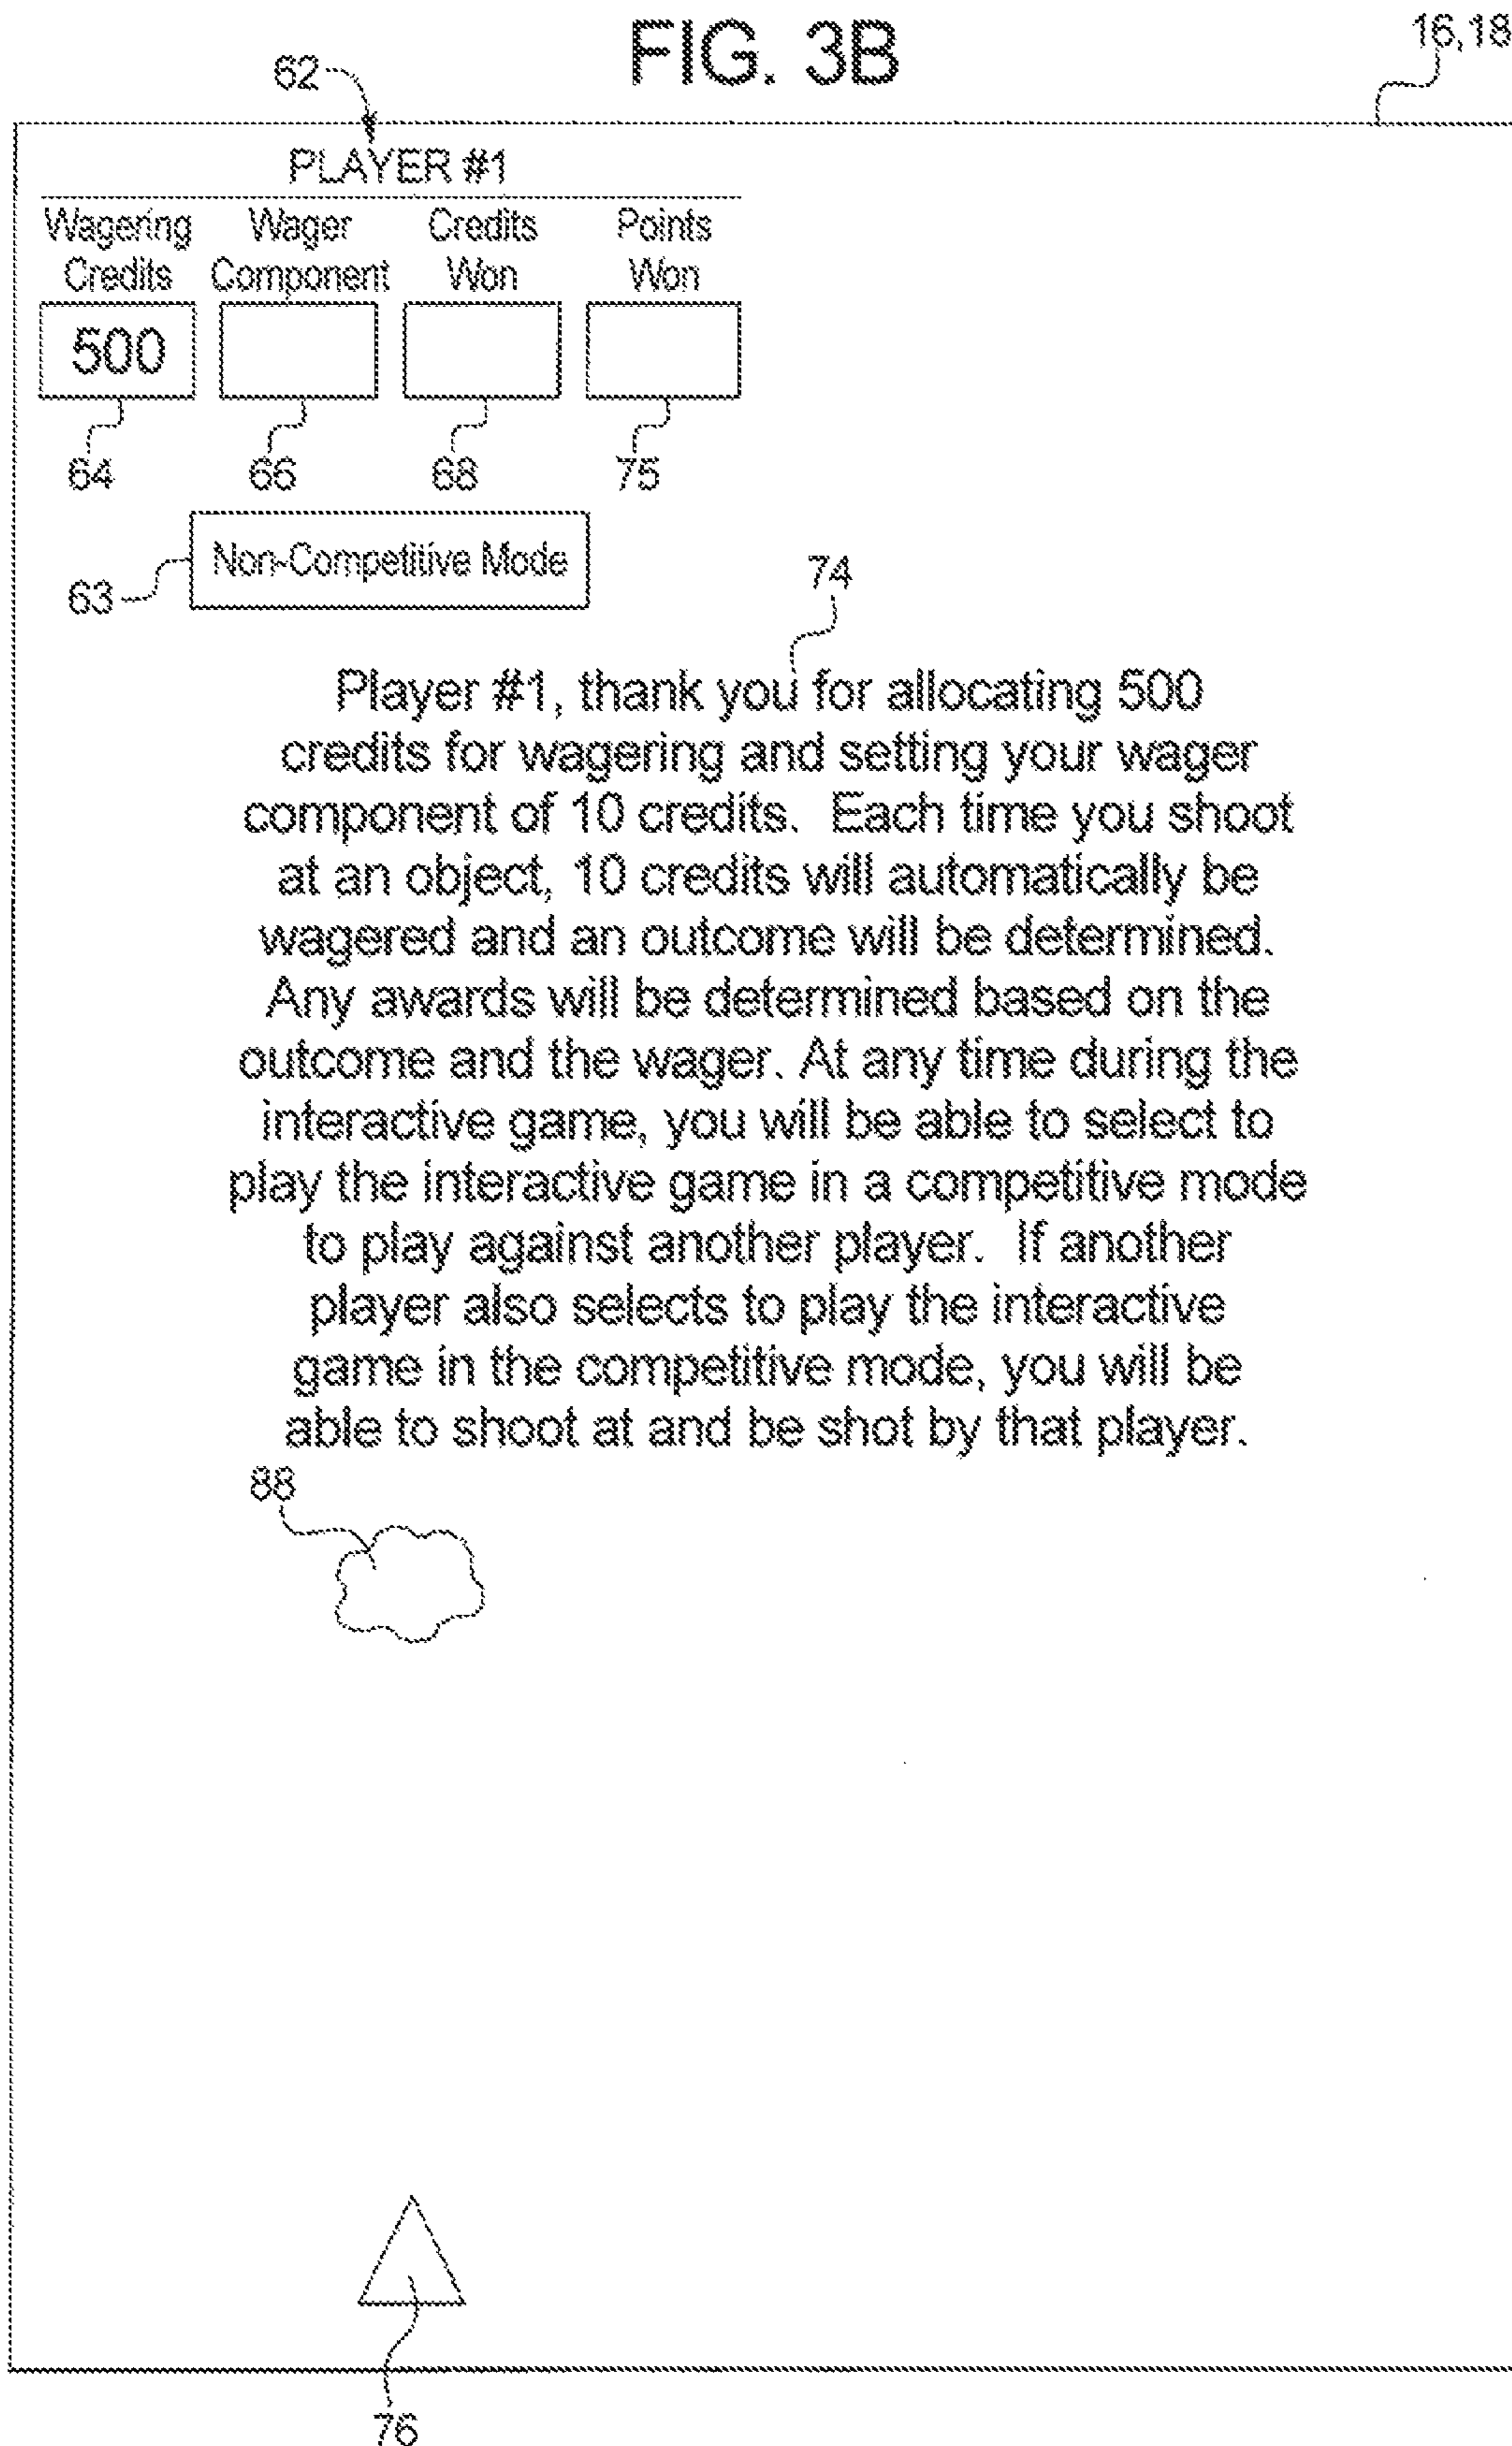 FIG. 3B
16,18
62
PLAYER #1
Wagering Wager Credits Points
Credits Component Won Won
500
64 66 68 75
Non-Competitive Mode
63
74
Player #1, thank you for allocating 500
credits for wagering and setting your wager
component of 10 credits. Each time you shoot
at an object, 10 credits will automatically be
wagered and an outcome will be determined.
Any awards will be determined based on the
outcome and the wager. At any time during the
interactive game, you will be able to select to
play the interactive game in a competitive mode
to play against another player. If another
player also selects to play the interactive
game in the competitive mode, you will be
able to shoot at and be shot by that player.
88
76